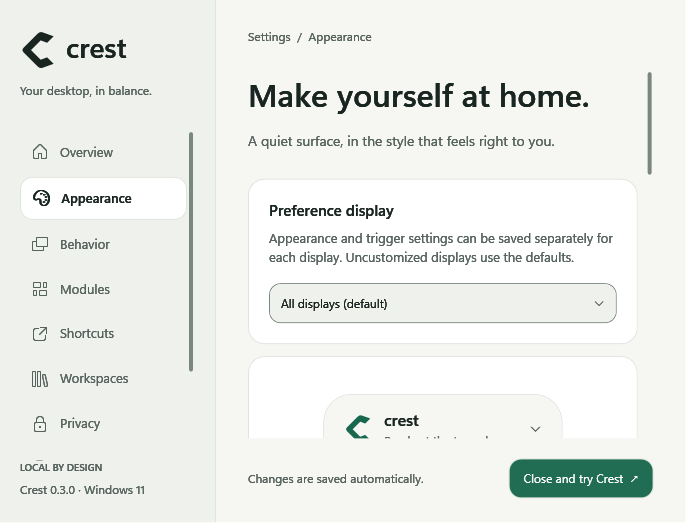 crest
Your desktop, in balance.
Overview
Appearance
Behavior
Modules
Shortcuts
Workspaces
Privacy
LOCAL BY DESIGN
Crest 0.3.0 · Windows 11
Settings / Appearance
Make yourself at home.
A quiet surface, in the style that feels right to you.
Preference display
Appearance and trigger settings can be saved separately for
each display. Uncustomized displays use the defaults.
All displays (default)
crest
Changes are saved automatically.
Close and try Crest ↗